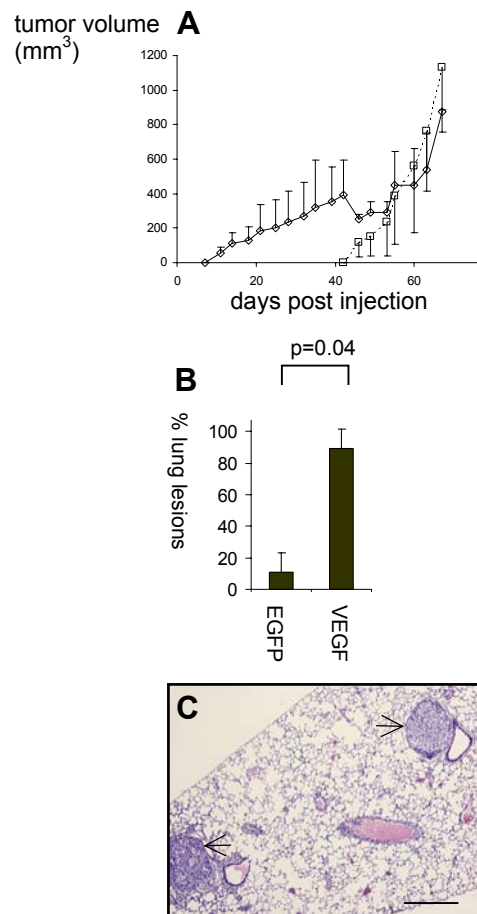 tumor volume
(mm3)
A
1200
1000
800
600
400
200
0
0 20 40 60
days post injection
p=0.04
B
% lung lesions
100
80
60
40
20
0
EGFP
VEGF
C